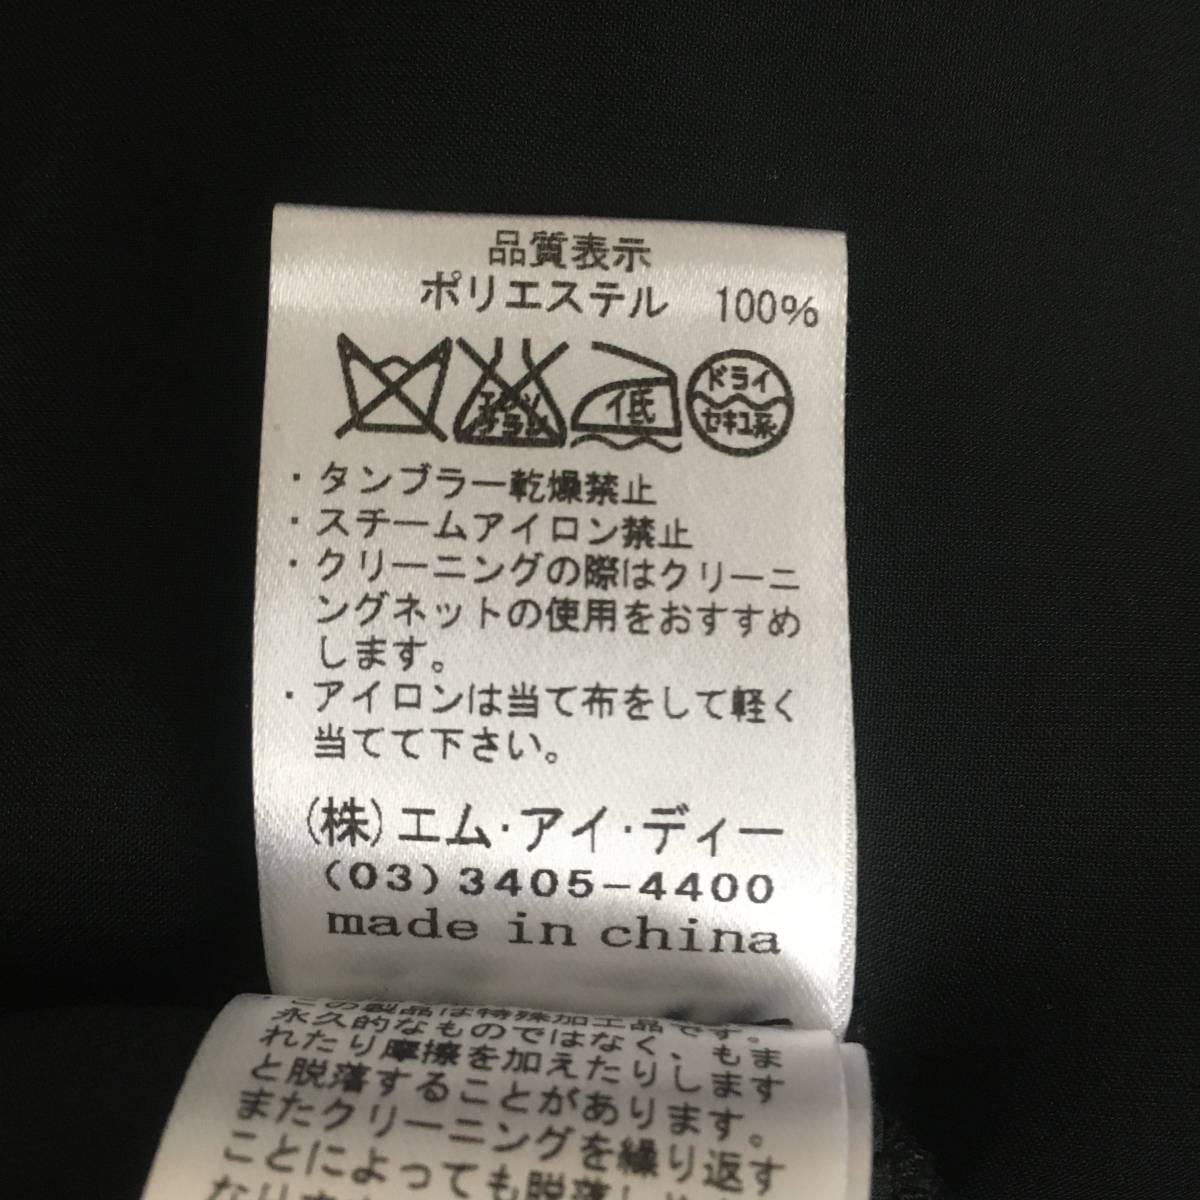 品質表示
ポリエステル 100%
エンソ
サラシ
低
ドライ
セキユ系
・タンブラー乾燥禁止
・スチームアイロン禁止
・クリーニングの際はクリーニ
ングネットの使用をおすすめ
します。
・アイロンは当て布をして軽く
当てて下さい。
(株)エム・アイ・ディー
(03)3405-4400
made in china
・この製品は特殊加工品です。
永久的なものではなく、もま
れたり摩擦を加えたりします
と脱落することがあります。
またクリーニングを繰り返す
ことによっても脱落し